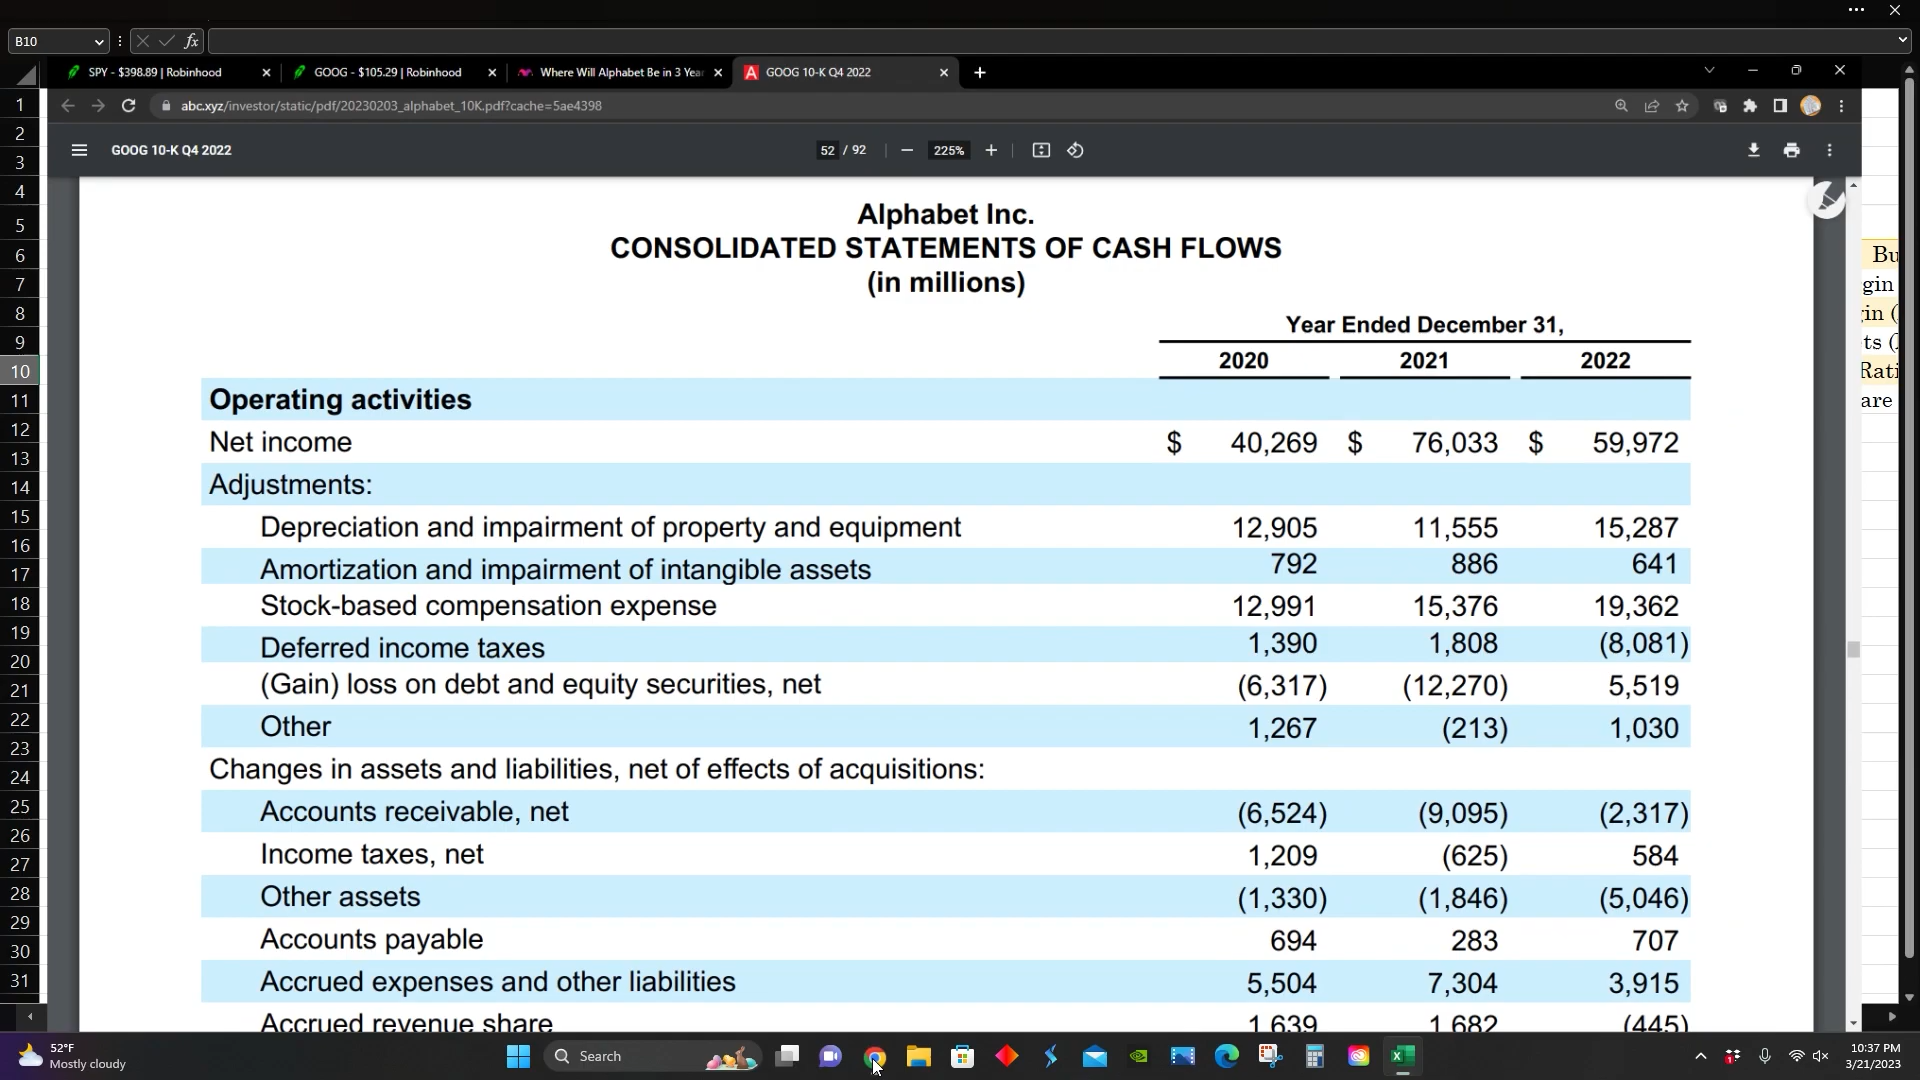 B10
fx
SPY - $398.89 | Robinhood
GOOG - $105.29 | Robinhood
Where Will Alphabet Be in 3 Year
GOOG 10-K Q4 2022
abc.xyz/investor/static/pdf/20230203_alphabet_10K.pdf?cache=5ae4398
GOOG 10-K Q4 2022
52 / 92
225%
Alphabet Inc.
CONSOLIDATED STATEMENTS OF CASH FLOWS
(in millions)
Year Ended December 31,
2020 2021 2022
Operating activities
Net income $ 40,269 $ 76,033 $ 59,972
Adjustments:
Depreciation and impairment of property and equipment 12,905 11,555 15,287
Amortization and impairment of intangible assets 792 886 641
Stock-based compensation expense 12,991 15,376 19,362
Deferred income taxes 1,390 1,808 (8,081)
(Gain) loss on debt and equity securities, net (6,317) (12,270) 5,519
Other 1,267 (213) 1,030
Changes in assets and liabilities, net of effects of acquisitions:
Accounts receivable, net (6,524) (9,095) (2,317)
Income taxes, net 1,209 (625) 584
Other assets (1,330) (1,846) (5,046)
Accounts payable 694 283 707
Accrued expenses and other liabilities 5,504 7,304 3,915
Accrued revenue share 1,639 1,682 (445)
1
2
3
4
5
6
7
8
9
10
11
12
13
14
15
16
17
18
19
20
21
22
23
24
25
26
27
28
29
30
31
Bu
gin
in (
ts (
Rati
are
52°F
Mostly cloudy
Search
10:37 PM
3/21/2023